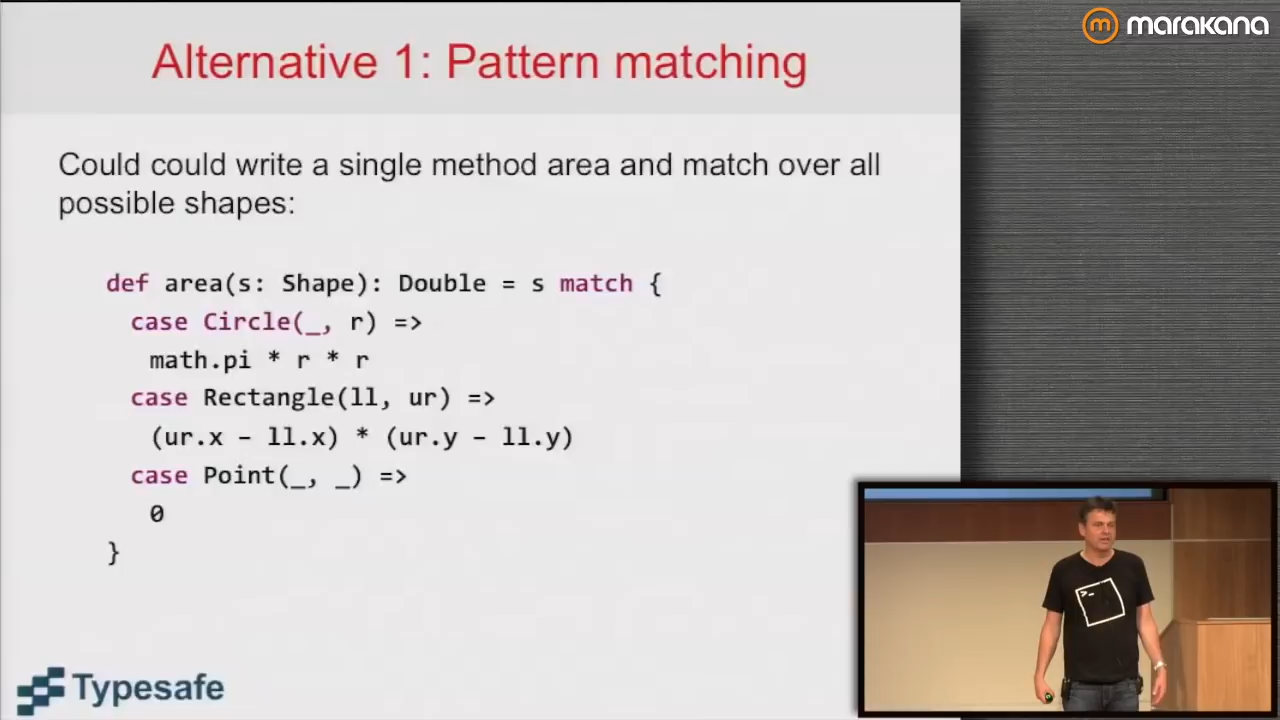 marakana
Alternative 1: Pattern matching
Could could write a single method area and match over all
possible shapes:
def area(s: Shape): Double = s match {
case Circle(_, r) =>
math.pi * r * r
case Rectangle(ll, ur) =>
(ur.x – ll.x) * (ur.y – ll.y)
case Point(_, _) =>
0
}
>_
Typesafe